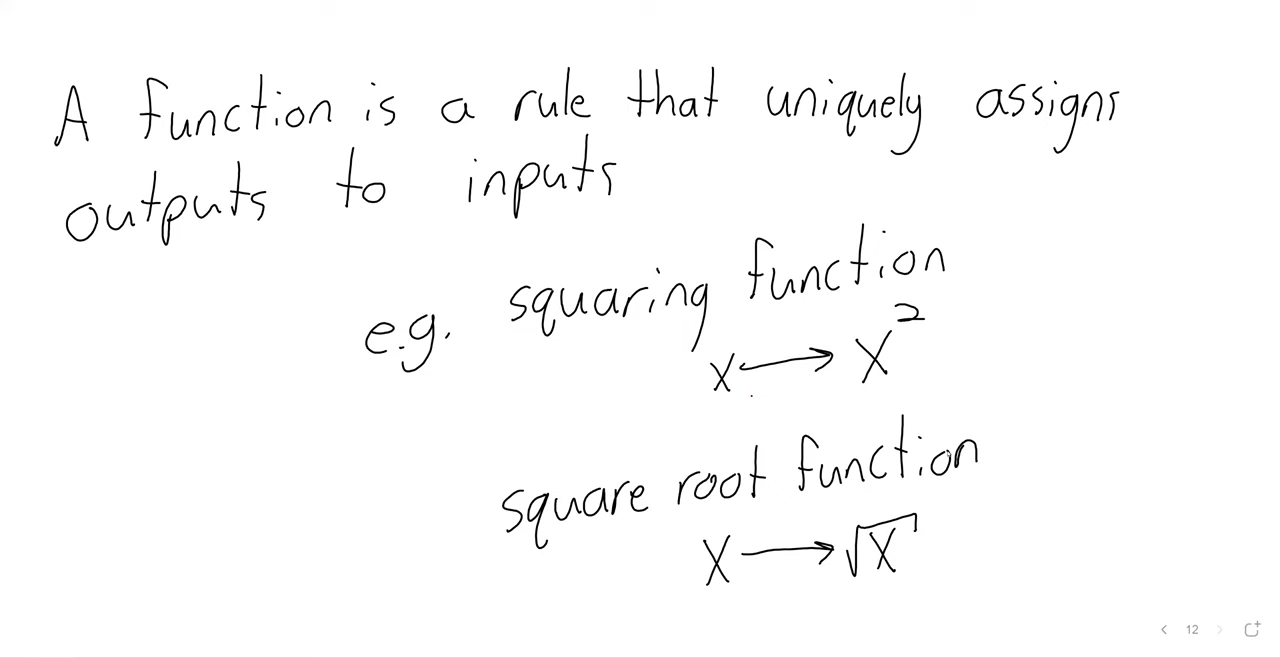 A function is a rule that uniquely assigns
outputs to inputs
e.g. squaring function
x → x²
square root function
x → √x
< 12 >